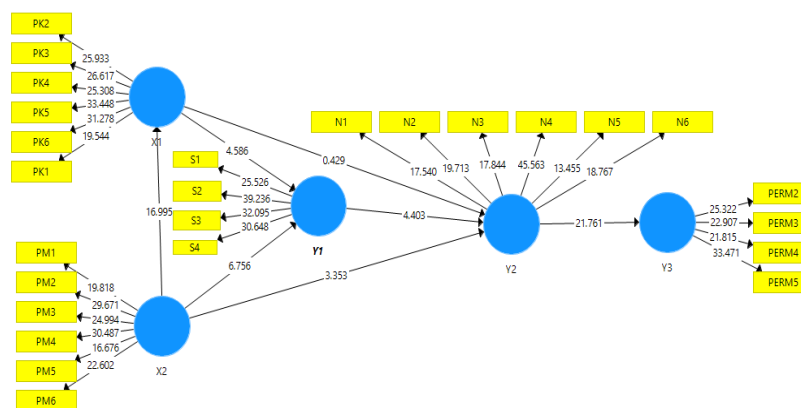 PK2
PK3
PK4
PK5
PK6
PK1
25.933
26.617
25.308
33.448
31.278
19.544
X1
4.586
0.429
16.995
S1
S2
S3
S4
25.526
39.236
32.095
30.648
Y1
6.756
4.403
3.353
N1
N2
N3
N4
N5
N6
17.540
19.713
17.844
45.563
13.455
18.767
Y2
21.761
Y3
25.322
22.907
21.815
33.471
PERM2
PERM3
PERM4
PERM5
PM1
PM2
PM3
PM4
PM5
PM6
19.818
29.671
24.994
30.487
16.676
22.602
X2